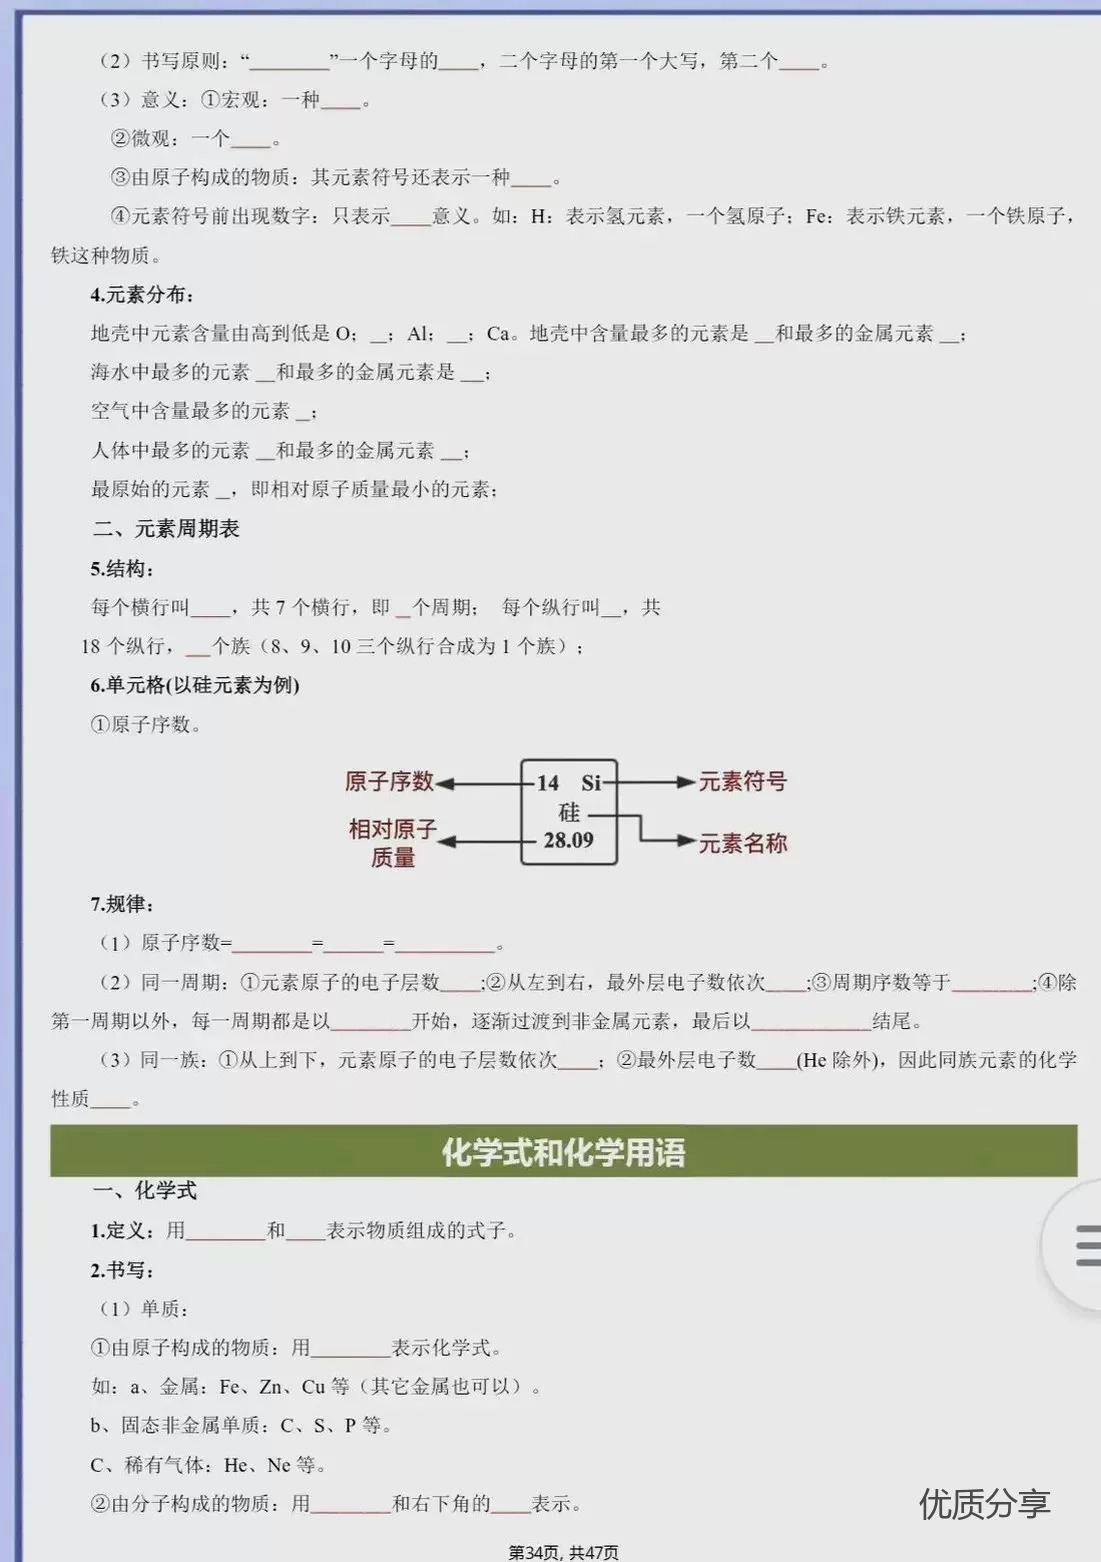 （2）书写原则：“________”一个字母的____，二个字母的第一个大写，第二个____。
（3）意义：①宏观：一种____。
②微观：一个____。
③由原子构成的物质：其元素符号还表示一种____。
④元素符号前出现数字：只表示____意义。如：H：表示氢元素，一个氢原子；Fe：表示铁元素，一个铁原子，
铁这种物质。
4.元素分布：
地壳中元素含量由高到低是 O；__；Al；__；Ca。地壳中含量最多的元素是 __和最多的金属元素 __；
海水中最多的元素 __和最多的金属元素是 __；
空气中含量最多的元素 _；
人体中最多的元素 __和最多的金属元素 __；
最原始的元素 _，即相对原子质量最小的元素；
二、元素周期表
5.结构：
每个横行叫____，共 7 个横行，即 _个周期； 每个纵行叫__，共
18 个纵行，__个族（8、9、10 三个纵行合成为 1 个族）；
6.单元格(以硅元素为例)
①原子序数。
原子序数 14 Si 元素符号
硅
相对原子质量 28.09 元素名称
7.规律：
（1）原子序数=________=______=__________。
（2）同一周期：①元素原子的电子层数____;②从左到右，最外层电子数依次____;③周期序数等于________;④除
第一周期以外，每一周期都是以________开始，逐渐过渡到非金属元素，最后以____________结尾。
（3）同一族：①从上到下，元素原子的电子层数依次____；②最外层电子数____(He 除外)，因此同族元素的化学
性质____。
化学式和化学用语
一、化学式
1.定义：用________和____表示物质组成的式子。
2.书写：
（1）单质：
①由原子构成的物质：用________表示化学式。
如：a、金属：Fe、Zn、Cu 等（其它金属也可以）。
b、固态非金属单质：C、S、P 等。
C、稀有气体：He、Ne 等。
②由分子构成的物质：用________和右下角的____表示。
优质分享
第34页, 共47页